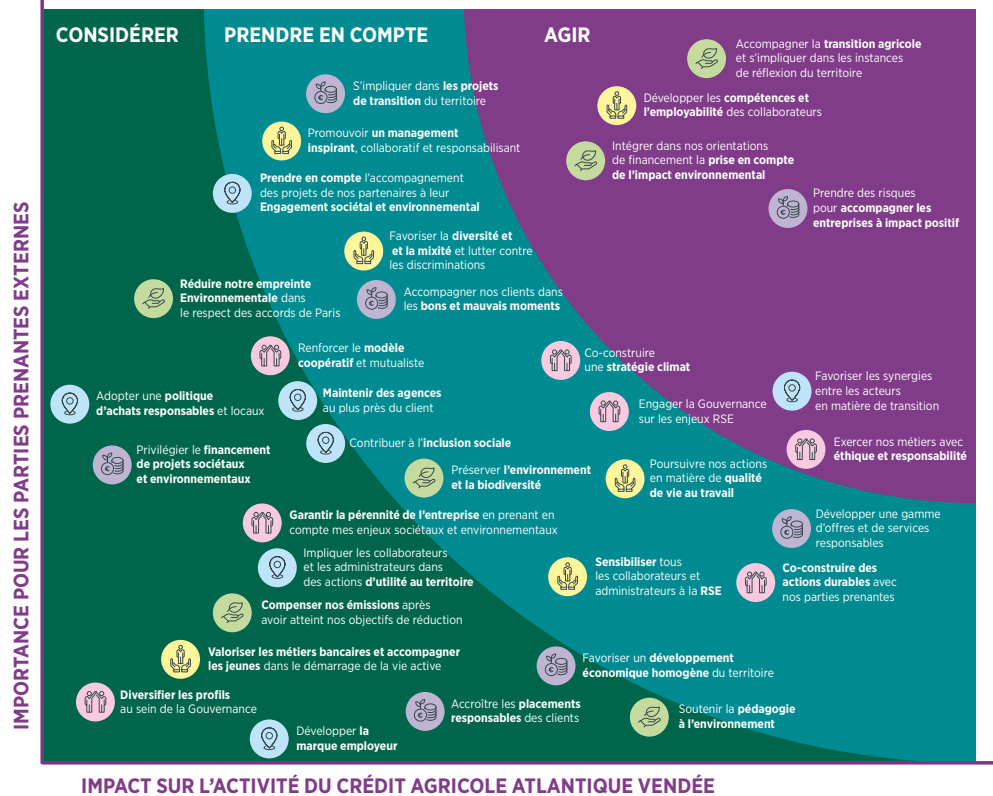 CONSIDÉRER
PRENDRE EN COMPTE
AGIR
Accompagner la transition agricole
et s'impliquer dans les instances
de réflexion du territoire
S'impliquer dans les projets
de transition du territoire
Développer les compétences et
l'employabilité des collaborateurs
Promouvoir un management
inspirant, collaboratif et responsabilisant
Intégrer dans nos orientations
de financement la prise en compte
de l'impact environnemental
Prendre en compte l'accompagnement
des projets de nos partenaires à leur
Engagement sociétal et environnemental
Prendre des risques
pour accompagner les
entreprises à impact positif
Favoriser la diversité et
et la mixité et lutter contre
les discriminations
Réduire notre empreinte
Environnementale dans
le respect des accords de Paris
Accompagner nos clients dans
les bons et mauvais moments
Renforcer le modèle
coopératif et mutualiste
Co-construire
une stratégie climat
Favoriser les synergies
entre les acteurs
en matière de transition
Adopter une politique
d'achats responsables et locaux
Maintenir des agences
au plus près du client
Engager la Gouvernance
sur les enjeux RSE
Contribuer à l'inclusion sociale
Exercer nos métiers avec
éthique et responsabilité
Privilégier le financement
de projets sociétaux
et environnementaux
Préserver l'environnement
et la biodiversité
Poursuivre nos actions
en matière de qualité
de vie au travail
Garantir la pérennité de l'entreprise en prenant en
compte mes enjeux sociétaux et environnementaux
Développer une gamme
d'offres et de services
responsables
Impliquer les collaborateurs
et les administrateurs dans
des actions d'utilité au territoire
Sensibiliser tous
les collaborateurs et
administrateurs à la RSE
Co-construire des
actions durables avec
nos parties prenantes
Compenser nos émissions après
avoir atteint nos objectifs de réduction
Valoriser les métiers bancaires et accompagner
les jeunes dans le démarrage de la vie active
Favoriser un développement
économique homogène du territoire
Diversifier les profils
au sein de la Gouvernance
Accroître les placements
responsables des clients
Soutenir la pédagogie
à l'environnement
Développer la
marque employeur
IMPORTANCE POUR LES PARTIES PRENANTES EXTERNES
IMPACT SUR L'ACTIVITÉ DU CRÉDIT AGRICOLE ATLANTIQUE VENDÉE